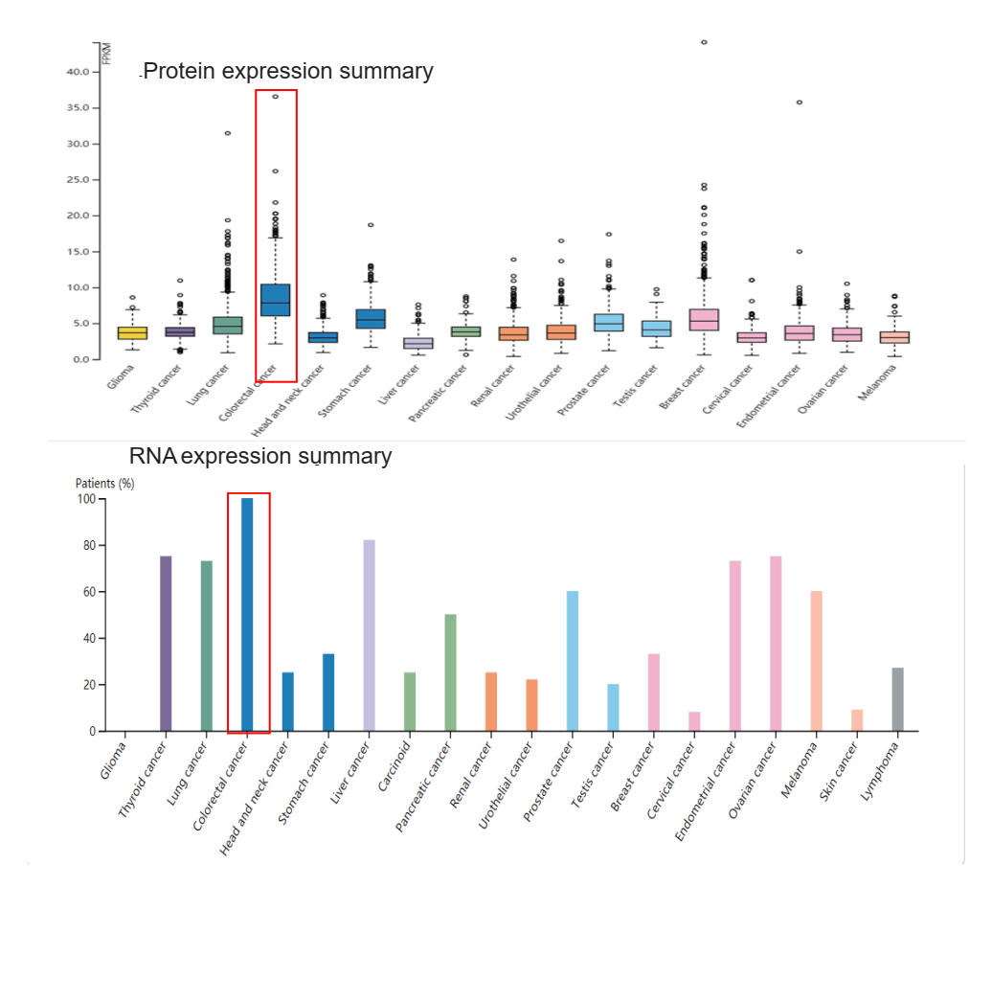 FPKM
-Protein expression summary
40.0
35.0
30.0
25.0
20.0
15.0
10.0
5.0
0.0
Glioma
Thyroid cancer
Lung cancer
Colorectal cancer
Head and neck cancer
Stomach cancer
Liver cancer
Pancreatic cancer
Renal cancer
Urothelial cancer
Prostate cancer
Testis cancer
Breast cancer
Cervical cancer
Endometrial cancer
Ovarian cancer
Melanoma
RNA expression summary
Patients (%)
100
80
60
40
20
0
Glioma
Thyroid cancer
Lung cancer
Colorectal cancer
Head and neck cancer
Stomach cancer
Liver cancer
Carcinoid
Pancreatic cancer
Renal cancer
Urothelial cancer
Prostate cancer
Testis cancer
Breast cancer
Cervical cancer
Endometrial cancer
Ovarian cancer
Melanoma
Skin cancer
Lymphoma